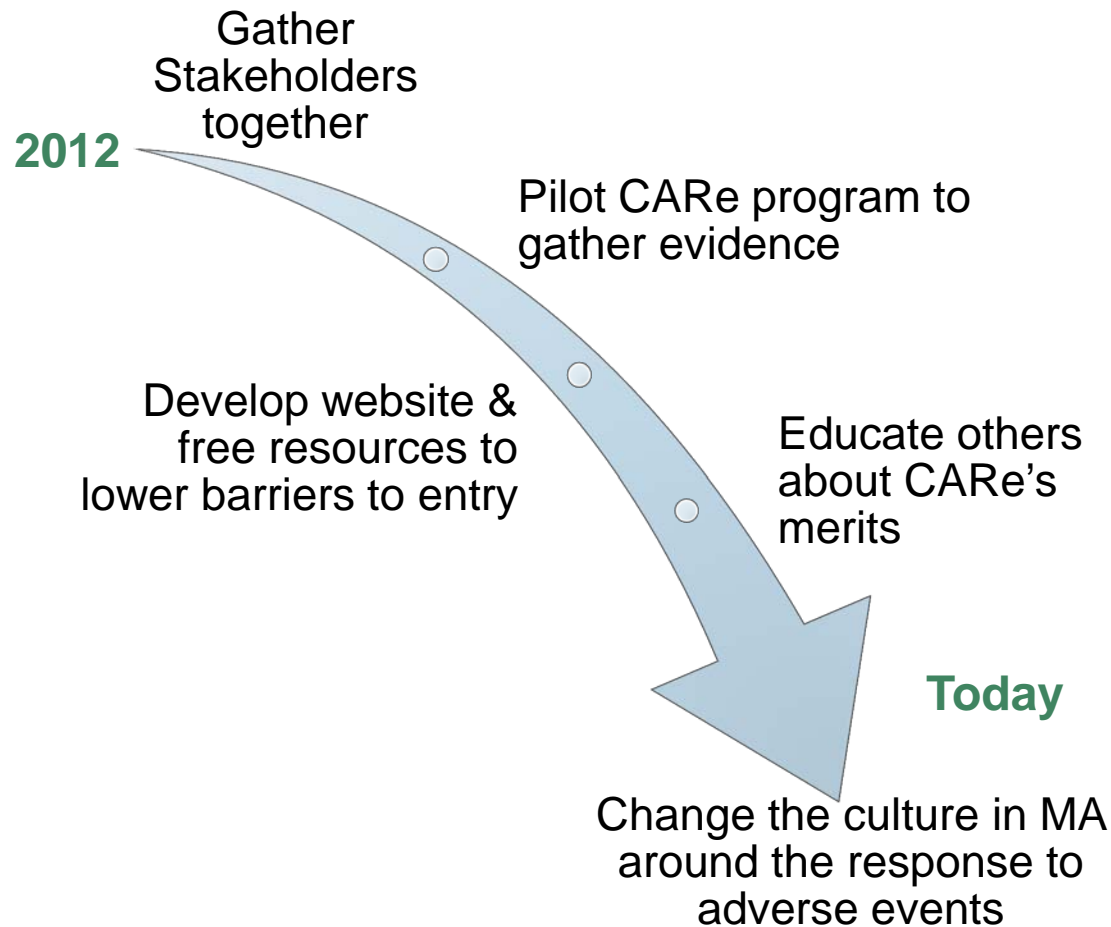 Gather
Stakeholders
together
2012
Pilot CARe program to
gather evidence
Develop website &
free resources to
lower barriers to entry
Educate others
about CARe’s
merits
Today
Change the culture in MA
around the response to
adverse events